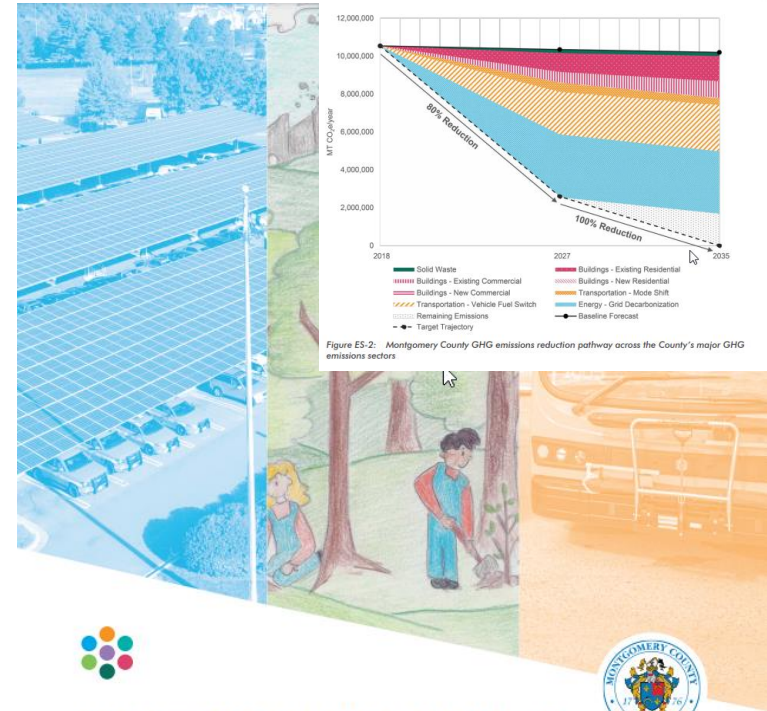 12,000,000
10,000,000
8,000,000
6,000,000
4,000,000
2,000,000
0
MT CO₂e/year
80% Reduction
100% Reduction
2018
2027
2035
Solid Waste
Buildings - Existing Residential
Buildings - Existing Commercial
Buildings - New Residential
Buildings - New Commercial
Transportation - Mode Shift
Transportation - Vehicle Fuel Switch
Energy - Grid Decarbonization
Remaining Emissions
Baseline Forecast
Target Trajectory
Figure ES-2: Montgomery County GHG emissions reduction pathway across the County's major GHG
emissions sectors
MONTGOMERY COUNTY
17 76